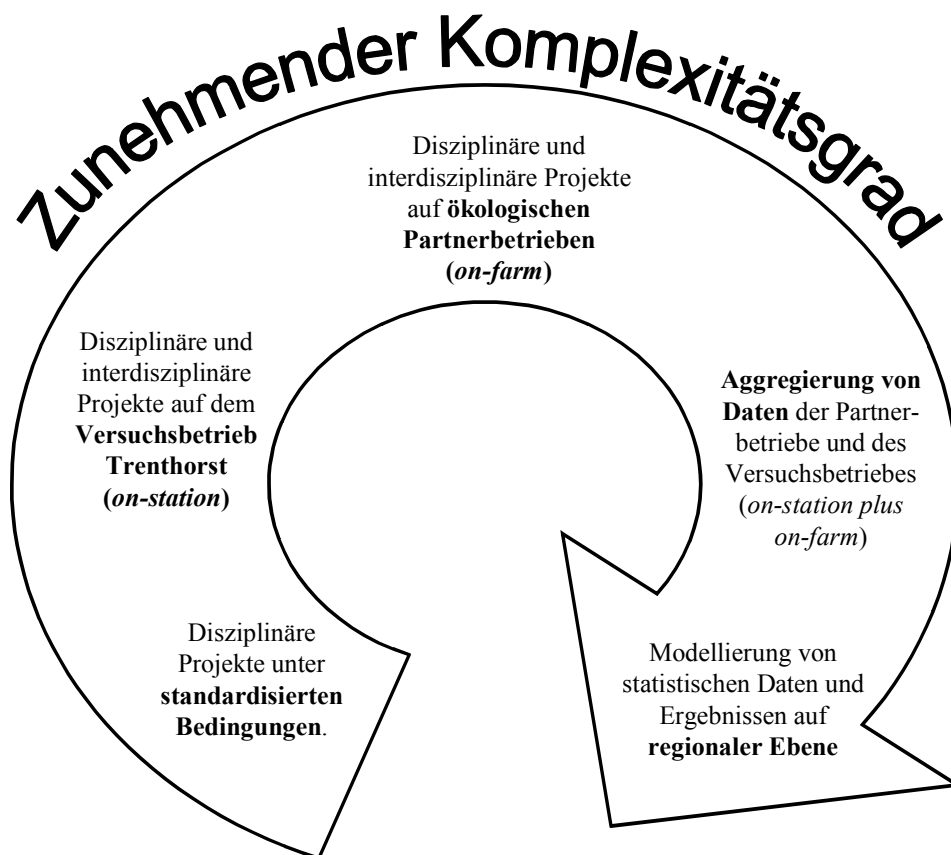 Zunehmender Komplexitätsgrad
Disziplinäre und
interdisziplinäre Projekte
auf ökologischen
Partnerbetrieben
(on-farm)
Disziplinäre und
interdisziplinäre
Projekte auf dem
Versuchsbetrieb
Trenthorst
(on-station)
Aggregierung von
Daten der Partner-
betriebe und des
Versuchsbetriebes
(on-station plus
on-farm)
Disziplinäre
Projekte unter
standardisierten
Bedingungen.
Modellierung von
statistischen Daten und
Ergebnissen auf
regionaler Ebene